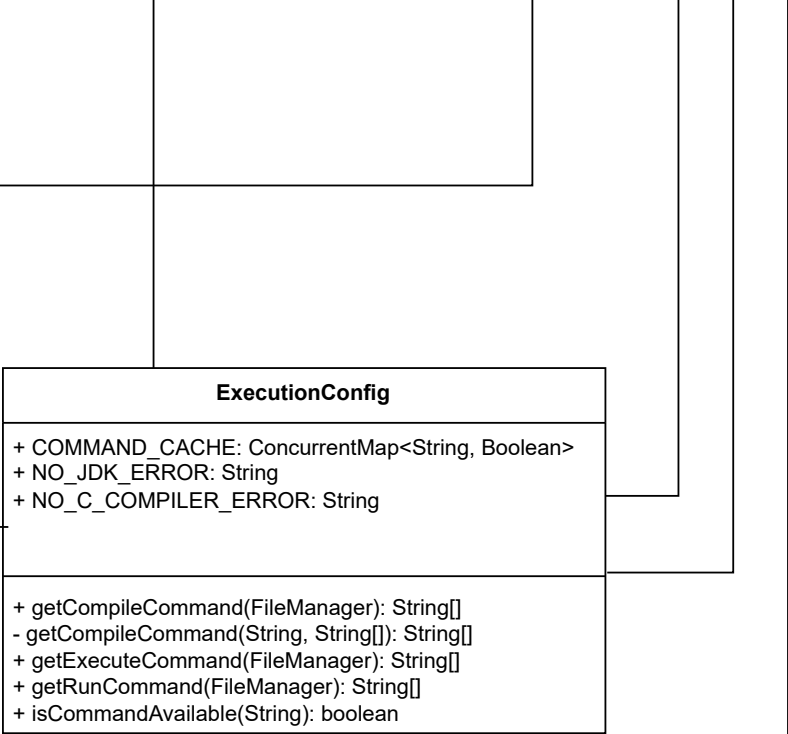 ExecutionConfig
+ COMMAND_CACHE: ConcurrentMap<String, Boolean>
+ NO_JDK_ERROR: String
+ NO_C_COMPILER_ERROR: String
+ getCompileCommand(FileManager): String[]
- getCompileCommand(String, String[]): String[]
+ getExecuteCommand(FileManager): String[]
+ getRunCommand(FileManager): String[]
+ isCommandAvailable(String): boolean